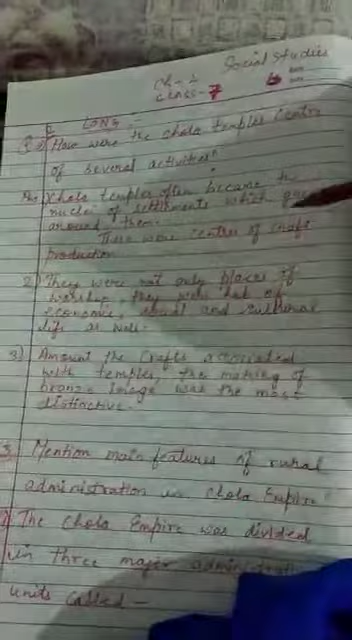 Social Studies
Ch - 2
CLASS - 7
LONG :-
How were the chola temples centre
of several activities?
Ans 1) Chola temples often became the
nuclei of settlements which grew
around them.
These were centres of craft
production.
2) They were not only places of
worship, they were hub of
economic, social and cultural
life as well.
3) Amount the crafts associated
with temples, the making of
bronze image was the most
distinctive.
3. Mention main features of rural
administration in Chola Empire?
The Chola Empire was divided
in three major
units called -